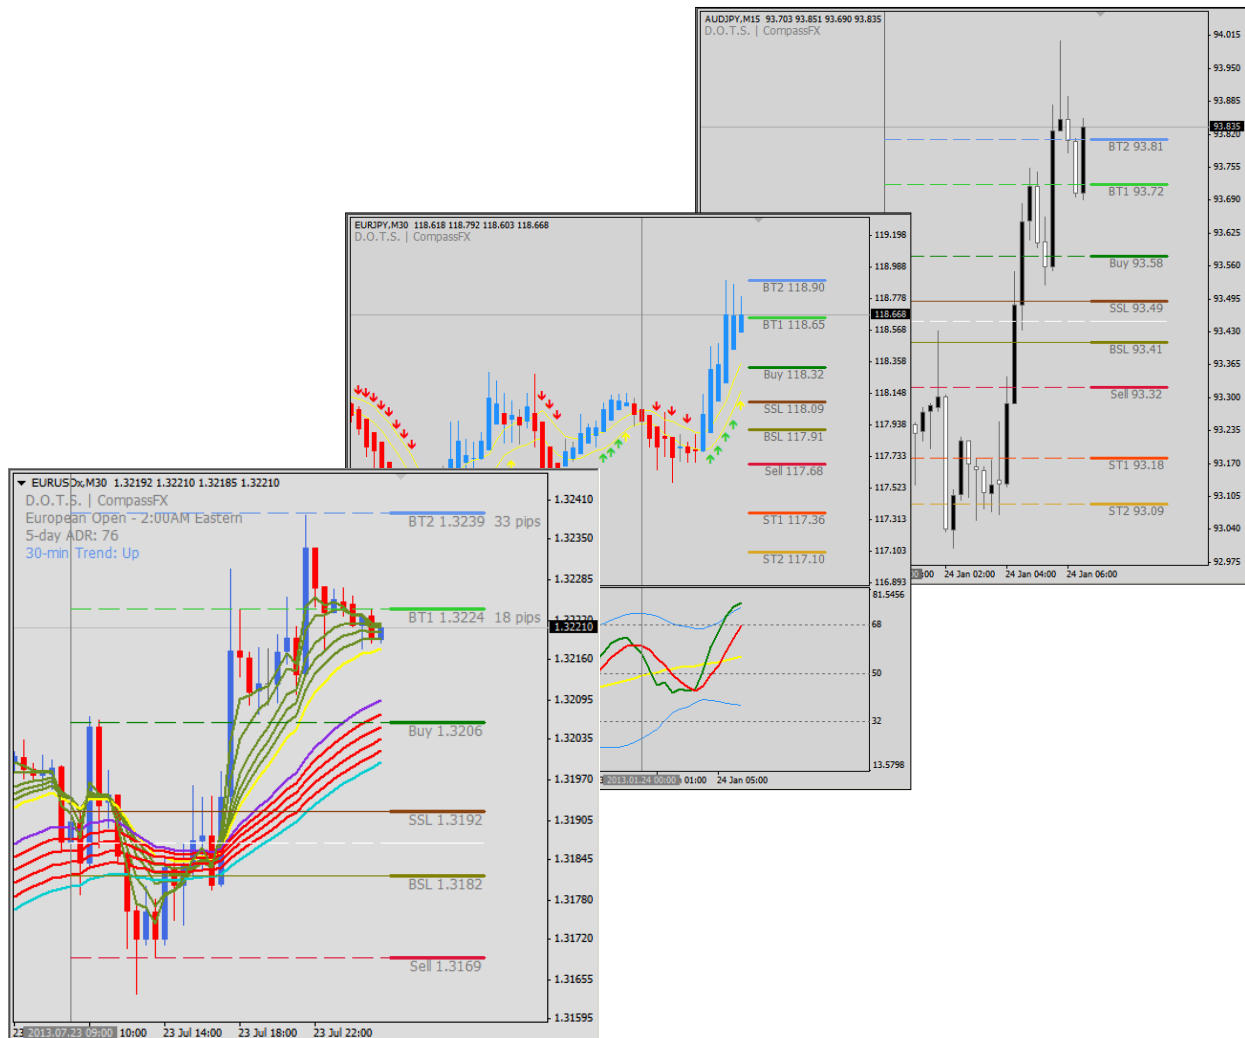 AUDJPY,M15 93.703 93.851 93.690 93.835
D.O.T.S. | CompassFX
94.015
93.950
93.885
93.835
93.820
93.755
93.690
93.625
93.560
93.495
93.430
93.365
93.300
93.235
93.170
93.105
93.040
92.975
BT2 93.81
BT1 93.72
Buy 93.58
SSL 93.49
BSL 93.41
Sell 93.32
ST1 93.18
ST2 93.09
24 Jan 02:00
24 Jan 04:00
24 Jan 06:00
EURJPY,M30 118.618 118.792 118.603 118.668
D.O.T.S. | CompassFX
119.198
118.988
118.778
118.668
118.568
118.358
118.148
117.938
117.733
117.523
117.313
117.103
116.893
BT2 118.90
BT1 118.65
Buy 118.32
SSL 118.09
BSL 117.91
Sell 117.68
ST1 117.36
ST2 117.10
81.5456
68
50
32
13.5798
2013.01.24 00:00
01:00
24 Jan 05:00
EURUSDx,M30 1.32192 1.32210 1.32185 1.32210
D.O.T.S. | CompassFX
European Open - 2:00AM Eastern
5-day ADR: 76
30-min Trend: Up
BT2 1.3239 33 pips
BT1 1.3224 18 pips
Buy 1.3206
SSL 1.3192
BSL 1.3182
Sell 1.3169
1.32410
1.32350
1.32285
1.32210
1.32160
1.32095
1.32035
1.31970
1.31905
1.31845
1.31780
1.31720
1.31655
1.31595
23
2013.07.23 09:00
10:00
23 Jul 14:00
23 Jul 18:00
23 Jul 22:00